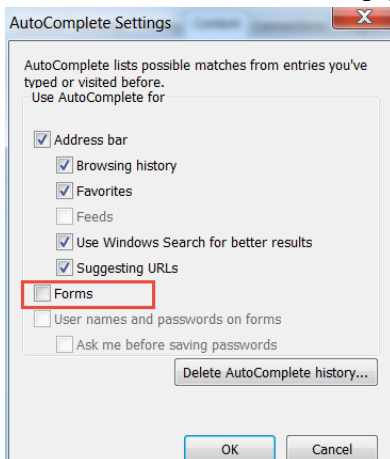 AutoComplete Settings
AutoComplete lists possible matches from entries you've
typed or visited before.
Use AutoComplete for
Address bar
Browsing history
Favorites
Feeds
Use Windows Search for better results
Suggesting URLs
Forms
User names and passwords on forms
Ask me before saving passwords
Delete AutoComplete history...
OK Cancel